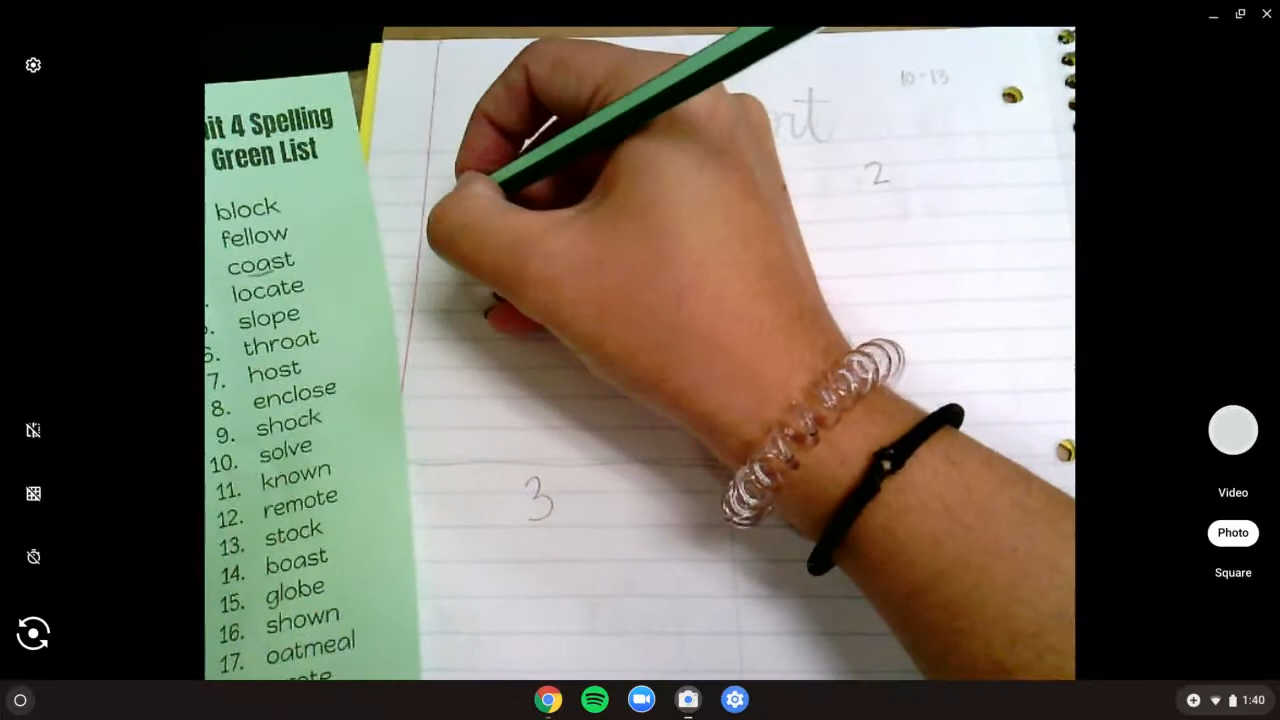 it 4 Spelling
Green List
block
fellow
coast
locate
slope
6. throat
7. host
8. enclose
9. shock
10. solve
11. known
12. remote
13. stock
14. boast
15. globe
16. shown
17. oatmeal
10-13
2
3
Video
Photo
Square
1:40